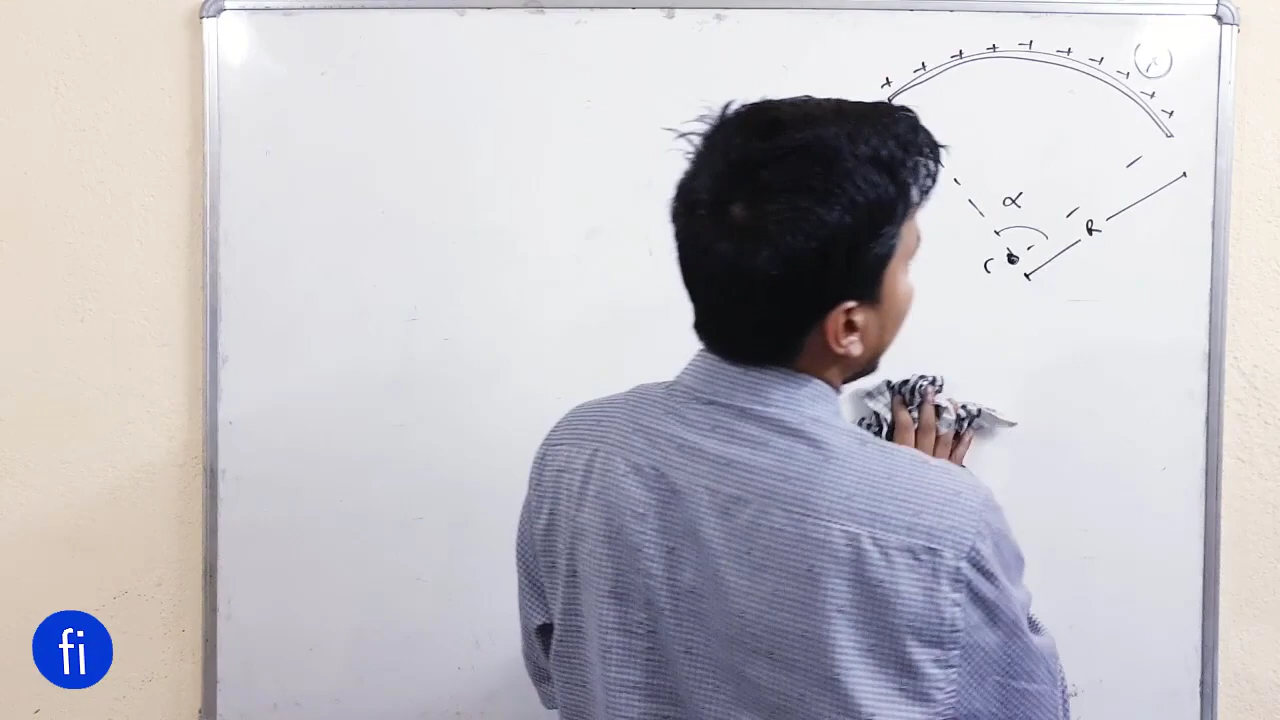 + + + + + + + + + +
α
R
C
fi